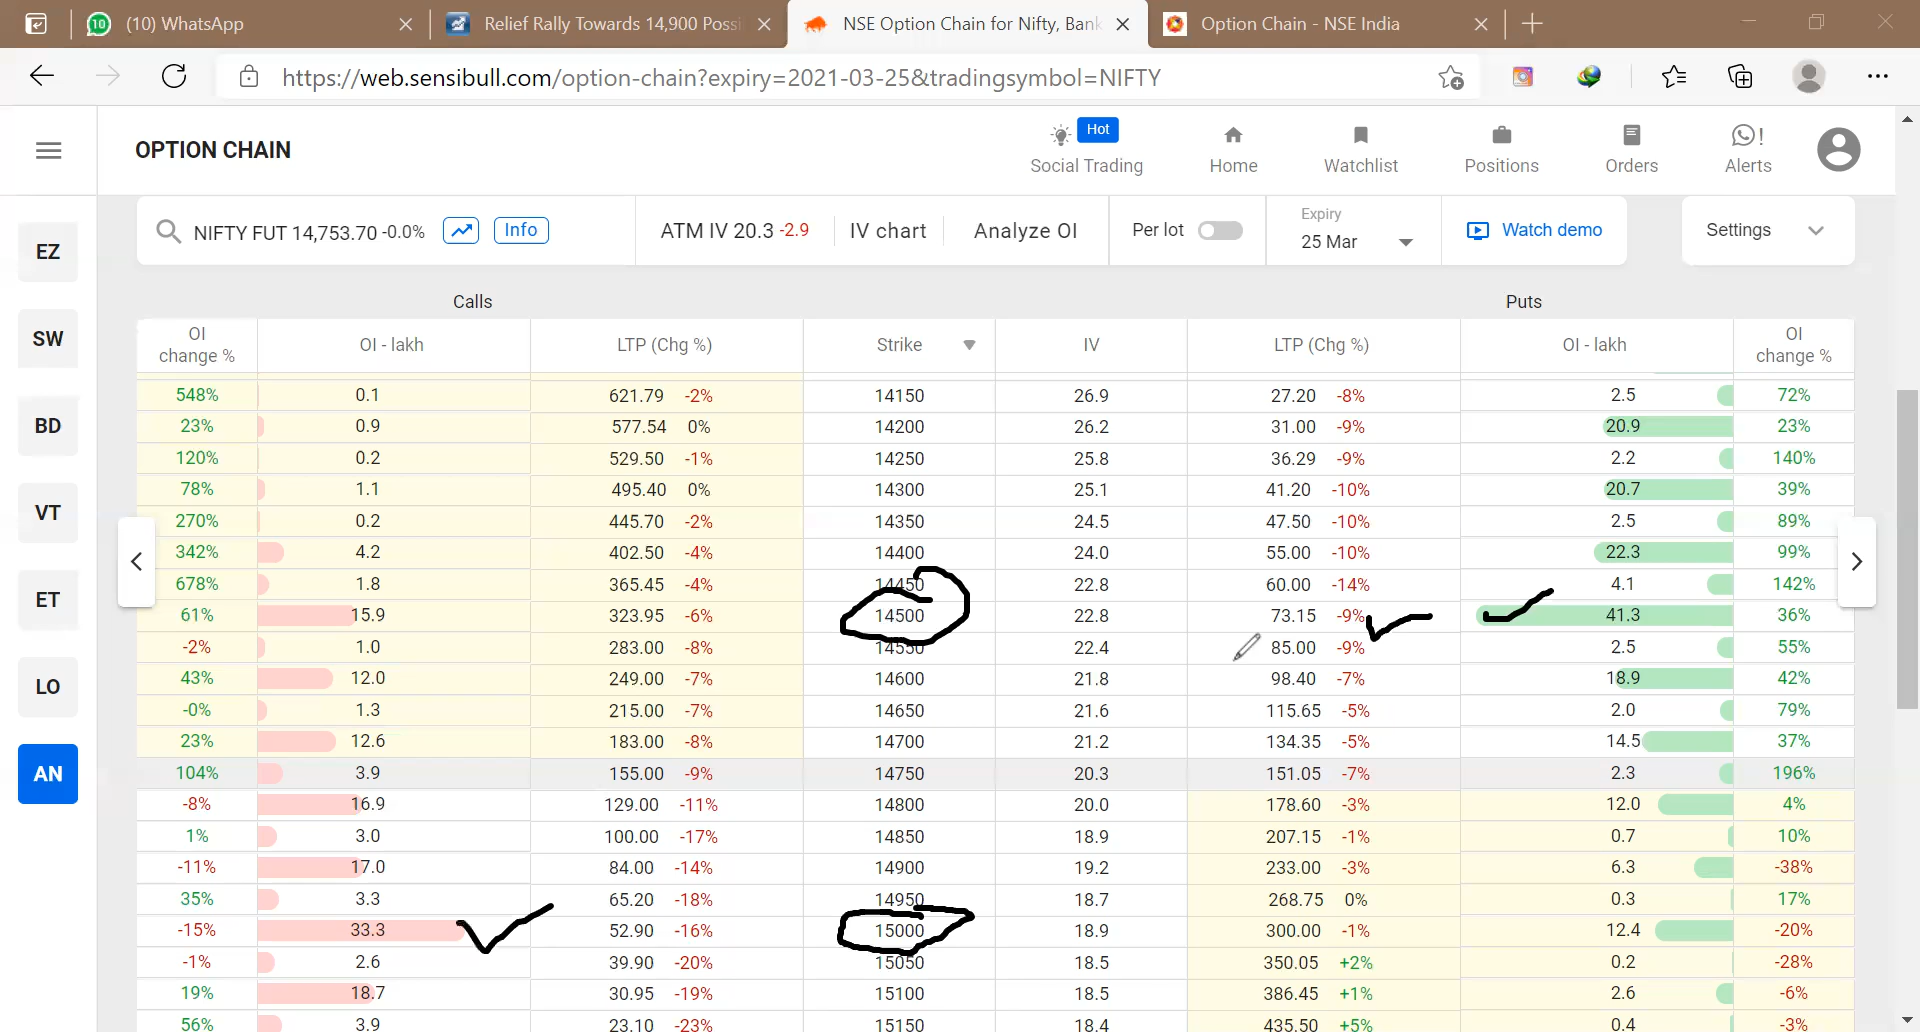 10 (10) WhatsApp Relief Rally Towards 14,900 Possi NSE Option Chain for Nifty, Bank Option Chain - NSE India
https://web.sensibull.com/option-chain?expiry=2021-03-25&tradingsymbol=NIFTY
OPTION CHAIN
Hot
Social Trading Home Watchlist Positions Orders Alerts
NIFTY FUT 14,753.70 -0.0% Info ATM IV 20.3 -2.9 IV chart Analyze OI Per lot Expiry 25 Mar Watch demo Settings
EZ
SW
BD
VT
ET
LO
AN
Calls Puts
OI change % OI - lakh LTP (Chg %) Strike IV LTP (Chg %) OI - lakh OI change %
548% 0.1 621.79 -2% 14150 26.9 27.20 -8% 2.5 72%
23% 0.9 577.54 0% 14200 26.2 31.00 -9% 20.9 23%
120% 0.2 529.50 -1% 14250 25.8 36.29 -9% 2.2 140%
78% 1.1 495.40 0% 14300 25.1 41.20 -10% 20.7 39%
270% 0.2 445.70 -2% 14350 24.5 47.50 -10% 2.5 89%
342% 4.2 402.50 -4% 14400 24.0 55.00 -10% 22.3 99%
678% 1.8 365.45 -4% 14450 22.8 60.00 -14% 4.1 142%
61% 15.9 323.95 -6% 14500 22.8 73.15 -9% 41.3 36%
-2% 1.0 283.00 -8% 14550 22.4 85.00 -9% 2.5 55%
43% 12.0 249.00 -7% 14600 21.8 98.40 -7% 18.9 42%
-0% 1.3 215.00 -7% 14650 21.6 115.65 -5% 2.0 79%
23% 12.6 183.00 -8% 14700 21.2 134.35 -5% 14.5 37%
104% 3.9 155.00 -9% 14750 20.3 151.05 -7% 2.3 196%
-8% 16.9 129.00 -11% 14800 20.0 178.60 -3% 12.0 4%
1% 3.0 100.00 -17% 14850 18.9 207.15 -1% 0.7 10%
-11% 17.0 84.00 -14% 14900 19.2 233.00 -3% 6.3 -38%
35% 3.3 65.20 -18% 14950 18.7 268.75 0% 0.3 17%
-15% 33.3 52.90 -16% 15000 18.9 300.00 -1% 12.4 -20%
-1% 2.6 39.90 -20% 15050 18.5 350.05 +2% 0.2 -28%
19% 18.7 30.95 -19% 15100 18.5 386.45 +1% 2.6 -6%
56% 3.9 23.10 -23% 15150 18.4 435.50 +5% 0.4 -3%